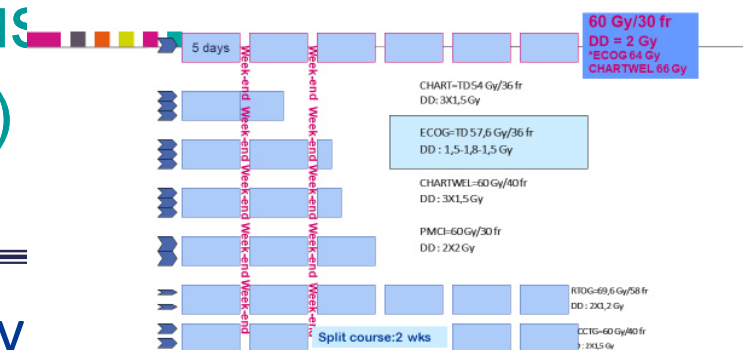 60 Gy/30 fr
DD = 2 Gy
*ECOG 64 Gy
CHARTWEL 66 Gy
5 days
Week-end Week-end Week-end Week-end Week-end
Week-end Week-end Week-end Week-end
CHART=TD54 Gy/36 fr
DD: 3X1,5 Gy
ECOG=TD 57,6 Gy/36 fr
DD : 1,5-1,8-1,5 Gy
CHARTWEL=60 Gy/40 fr
DD : 3X1,5 Gy
PMCI=60 Gy/30 fr
DD : 2X2 Gy
RTOG=69,6 Gy/58 fr
DD : 2X1,2 Gy
Split course:2 wks
CCTG=60 Gy/40 fr
: 2X1,5 Gy